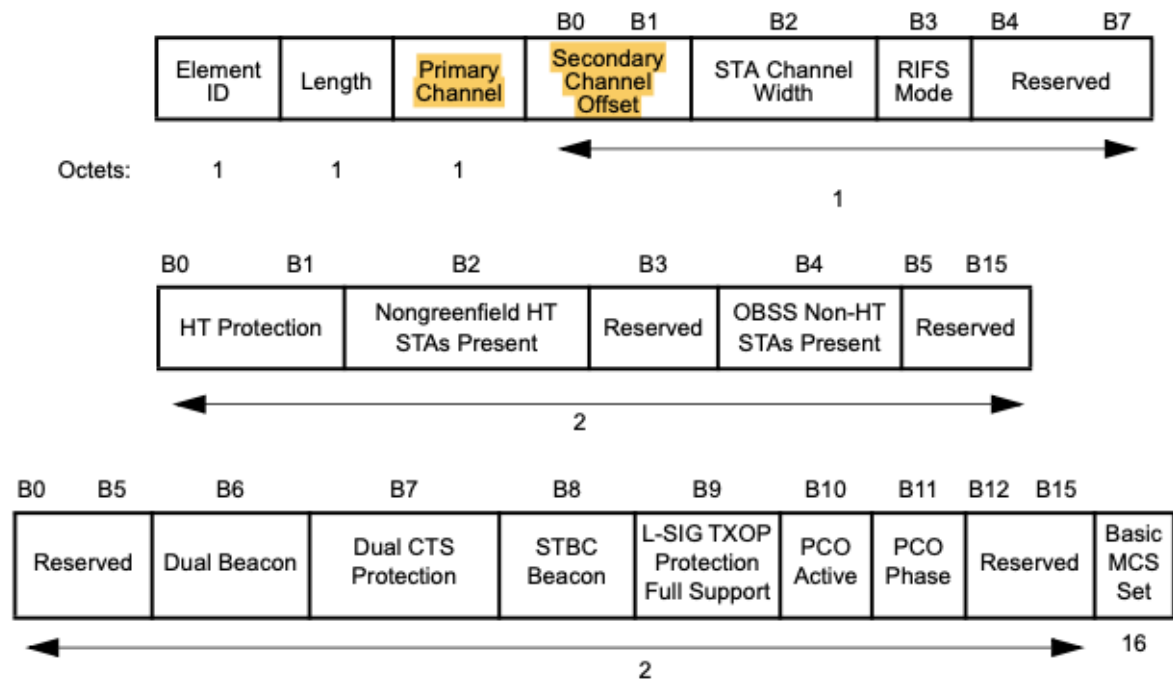 B0 B1 B2 B3 B4 B7
Element ID
Length
Primary Channel
Secondary Channel Offset
STA Channel Width
RIFS Mode
Reserved
Octets: 1 1 1
1
B0 B1 B2 B3 B4 B5 B15
HT Protection
Nongreenfield HT STAs Present
Reserved
OBSS Non-HT STAs Present
Reserved
2
B0 B5 B6 B7 B8 B9 B10 B11 B12 B15
Reserved
Dual Beacon
Dual CTS Protection
STBC Beacon
L-SIG TXOP Protection Full Support
PCO Active
PCO Phase
Reserved
Basic MCS Set
2
16